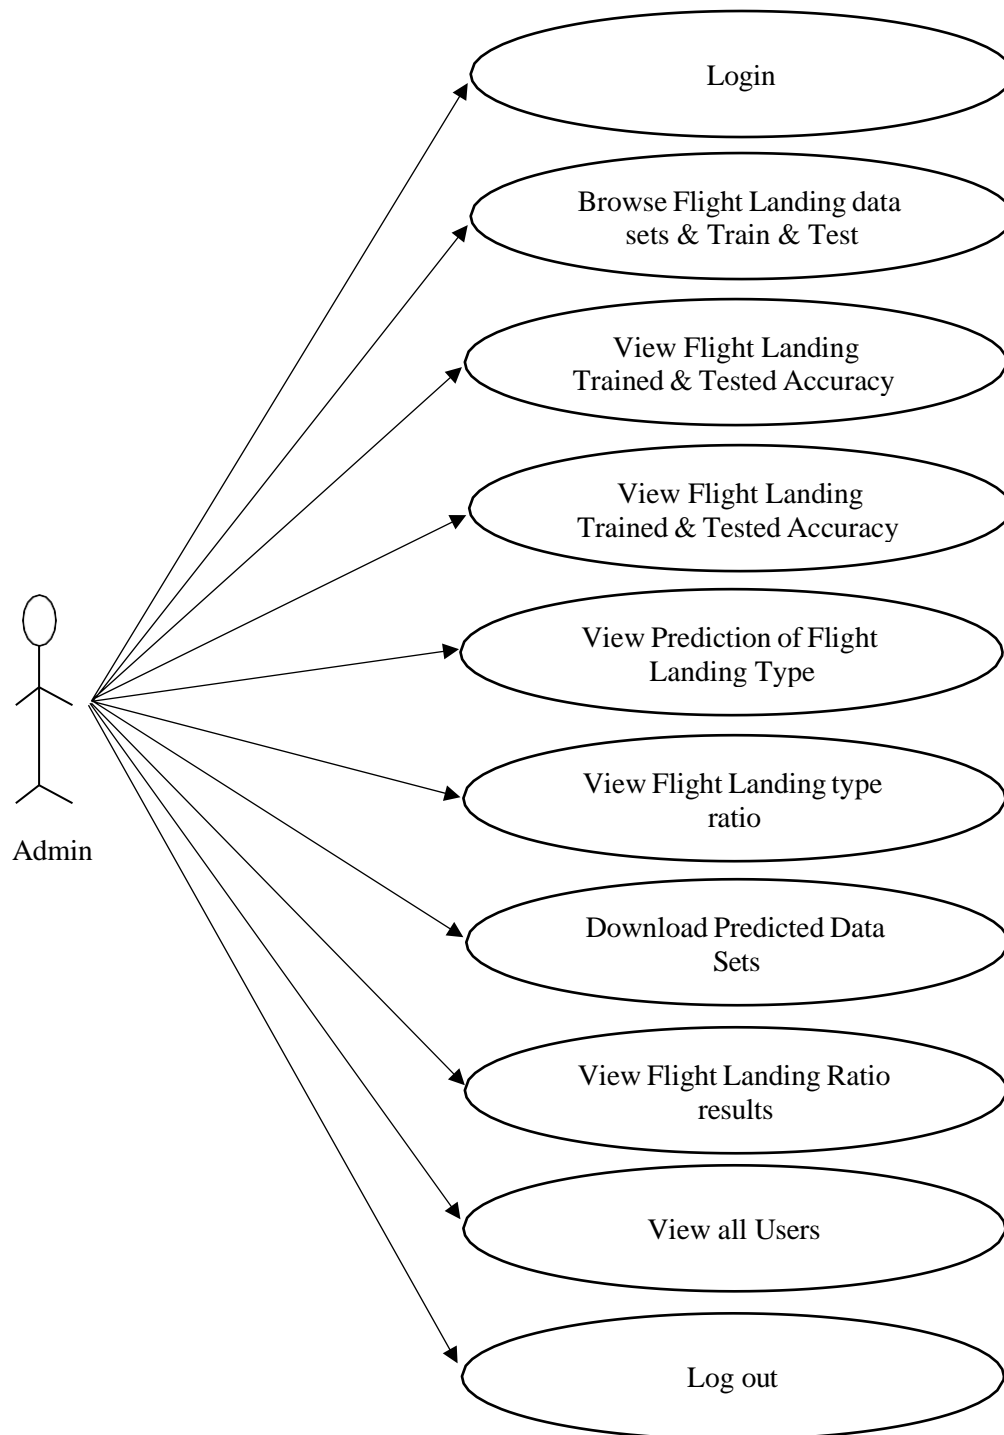 Login
Browse Flight Landing data
sets & Train & Test
View Flight Landing
Trained & Tested Accuracy
View Flight Landing
Trained & Tested Accuracy
View Prediction of Flight
Landing Type
View Flight Landing type
ratio
Admin
Download Predicted Data
Sets
View Flight Landing Ratio
results
View all Users
Log out